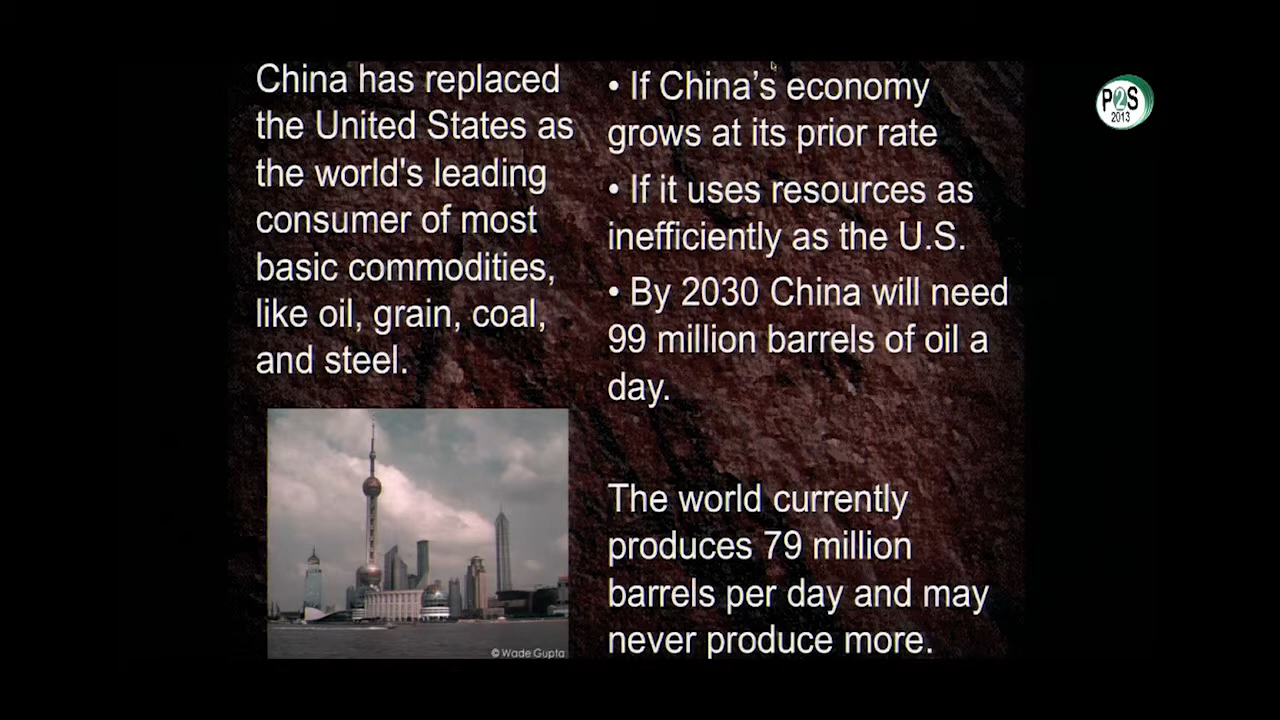 China has replaced
the United States as
the world's leading
consumer of most
basic commodities,
like oil, grain, coal,
and steel.
© Wade Gupta
• If China’s economy
grows at its prior rate
• If it uses resources as
inefficiently as the U.S.
• By 2030 China will need
99 million barrels of oil a
day.
The world currently
produces 79 million
barrels per day and may
never produce more.
P2S
2013